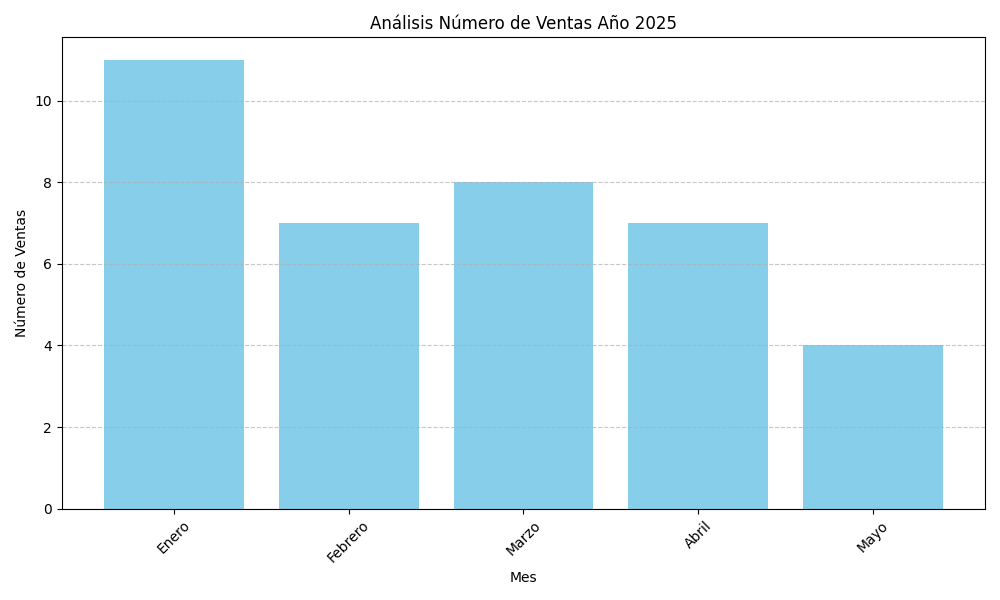 Análisis Número de Ventas Año 2025
Número de Ventas
10
8
6
4
2
0
Enero
Febrero
Marzo
Abril
Mayo
Mes